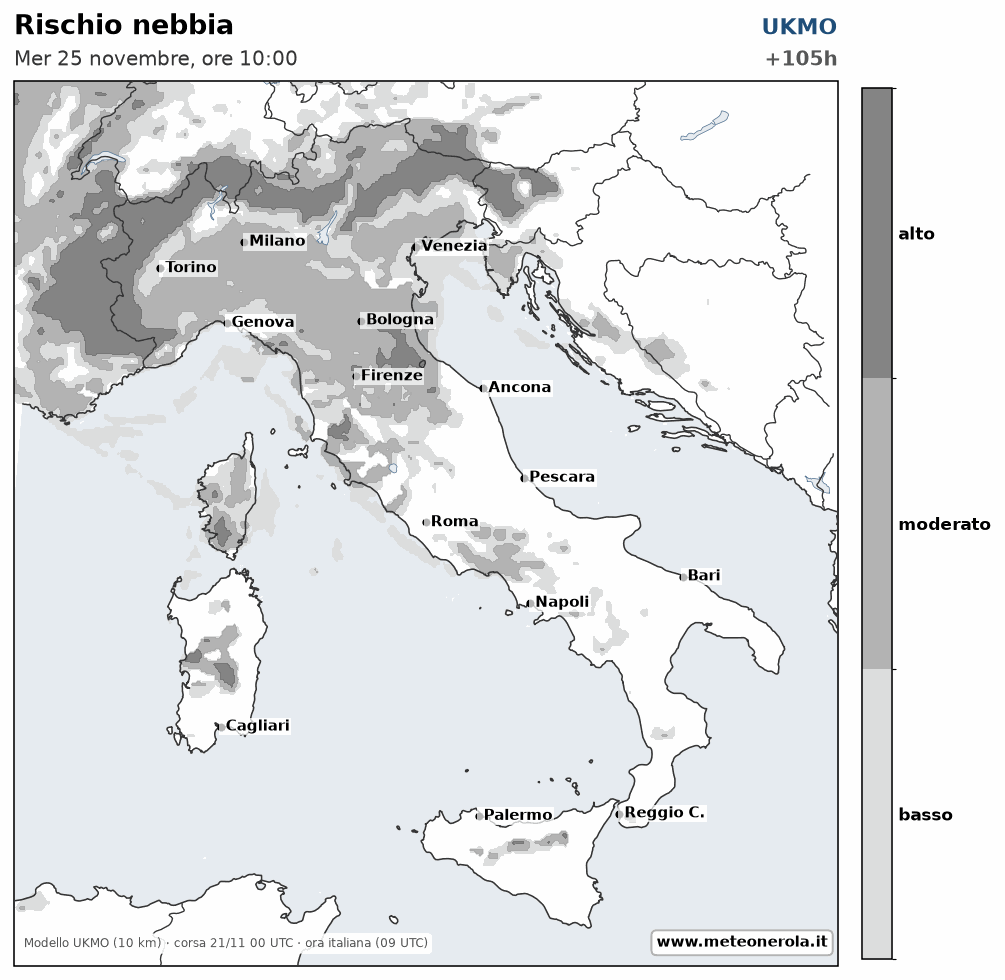 Rischio nebbia
UKMO
Mer 25 novembre, ore 10:00
+105h
alto
moderato
basso
Milano
Venezia
Torino
Genova
Bologna
Firenze
Ancona
Pescara
Roma
Bari
Napoli
Cagliari
Palermo
Reggio C.
Modello UKMO (10 km) · corsa 21/11 00 UTC · ora italiana (09 UTC)
www.meteonerola.it